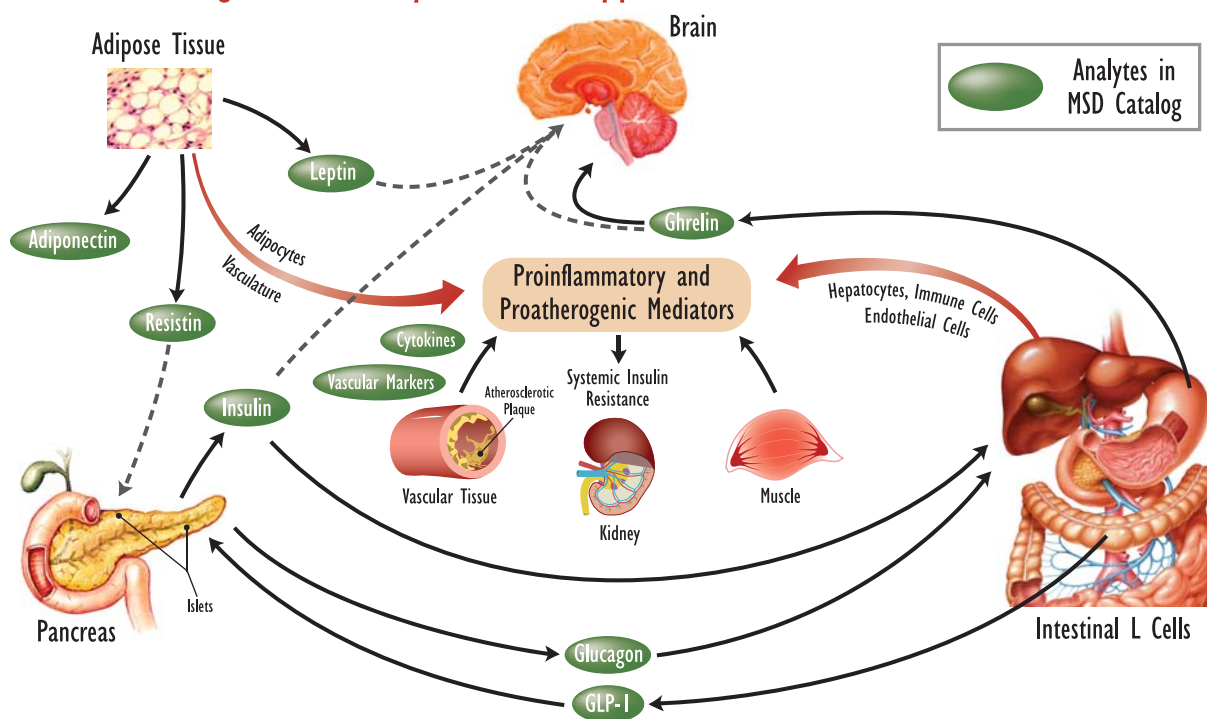 Adipose Tissue
Brain
Analytes in
MSD Catalog
Leptin
Adiponectin
Ghrelin
Adipocytes
Vasculature
Proinflammatory and
Proatherogenic Mediators
Hepatocytes, Immune Cells
Endothelial Cells
Resistin
Cytokines
Vascular Markers
Insulin
Atherosclerotic
Plaque
Systemic Insulin
Resistance
Vascular Tissue
Kidney
Muscle
Islets
Pancreas
Intestinal L Cells
Glucagon
GLP-1